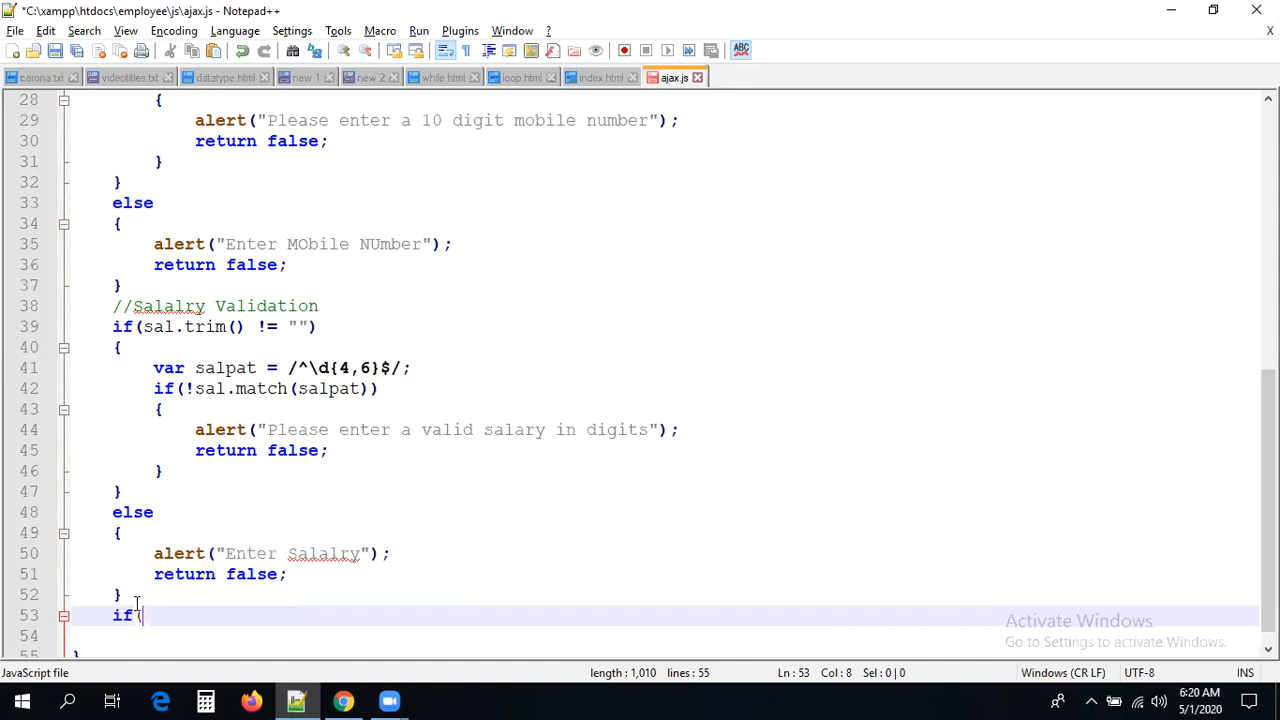 *C:\xampp\htdocs\employee\js\ajax.js - Notepad++
File Edit Search View Encoding Language Settings Tools Macro Run Plugins Window ? X
carona.txt videotitles.txt datatype.html new 1 new 2 while.html loop.html index.html ajax.js
28 {
29 alert("Please enter a 10 digit mobile number");
30 return false;
31 }
32 }
33 else
34 {
35 alert("Enter MObile NUmber");
36 return false;
37 }
38 //Salalry Validation
39 if(sal.trim() != "")
40 {
41 var salpat = /^\d{4,6}$/;
42 if(!sal.match(salpat))
43 {
44 alert("Please enter a valid salary in digits");
45 return false;
46 }
47 }
48 else
49 {
50 alert("Enter Salalry");
51 return false;
52 }
53 if(
54
55 }
Activate Windows
Go to Settings to activate Windows.
JavaScript file length : 1,010 lines : 55 Ln : 53 Col : 8 Sel : 0 | 0 Windows (CR LF) UTF-8 INS
6:20 AM
5/1/2020